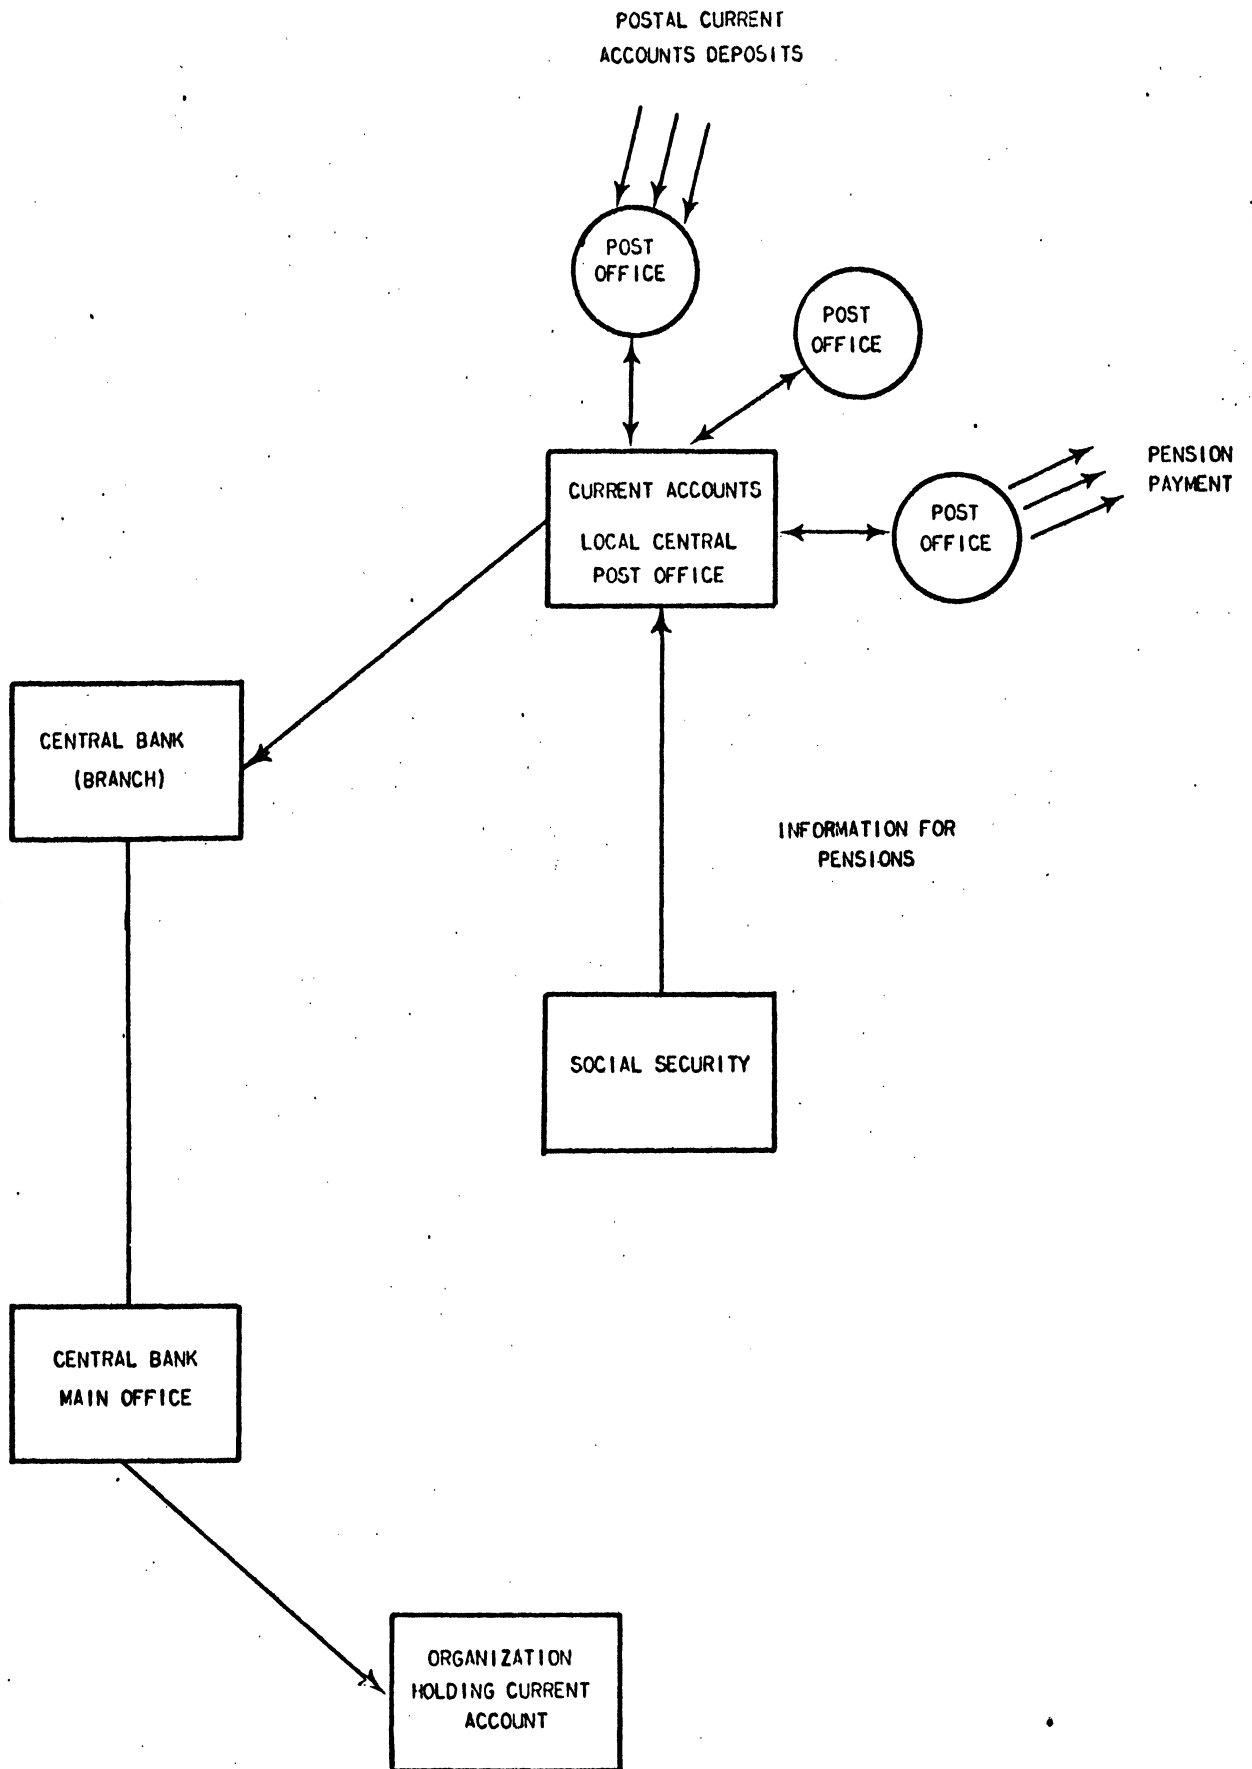 POSTAL CURRENT
ACCOUNTS DEPOSITS
POST
OFFICE
POST
OFFICE
PENSION
PAYMENT
CURRENT ACCOUNTS
LOCAL CENTRAL
POST OFFICE
POST
OFFICE
CENTRAL BANK
(BRANCH)
INFORMATION FOR
PENSIONS
SOCIAL SECURITY
CENTRAL BANK
MAIN OFFICE
ORGANIZATION
HOLDING CURRENT
ACCOUNT